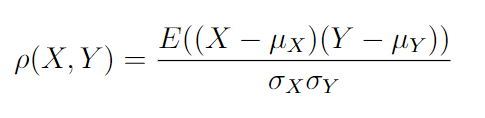 ρ(X, Y) = E((X − μ_X)(Y − μ_Y)) / σ_X σ_Y